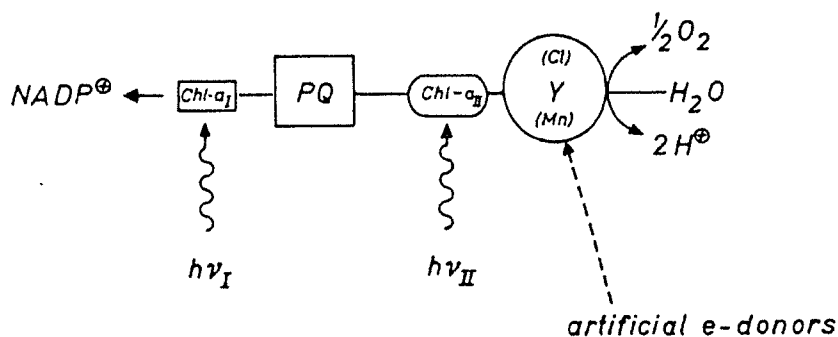 ½O₂
(Cl)
NADP⊕ Chl-aI PQ Chl-aII Y H₂O
(Mn)
2H⊕
hνI hνII
artificial e-donors